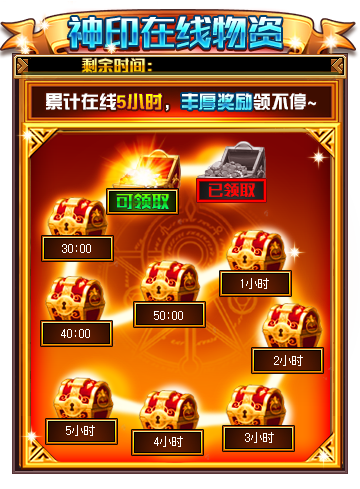 神印在线物资
剩余时间：
累计在线5小时，丰厚奖励领不停~
可领取
已领取
30:00
40:00
50:00
1小时
2小时
3小时
4小时
5小时